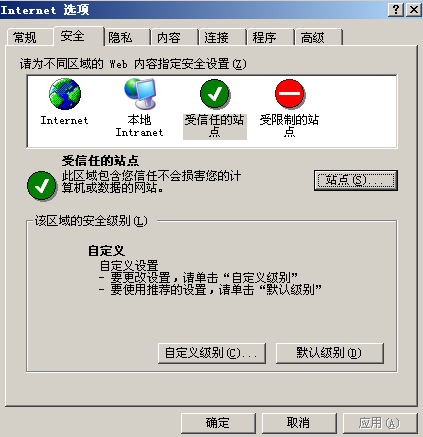 Internet 选项
常规 安全 隐私 内容 连接 程序 高级
请为不同区域的 Web 内容指定安全设置(Z)
Internet
本地
Intranet
受信任的站
点
受限制的站
点
受信任的站点
此区域包含您信任不会损害您的计
算机或数据的网站。
站点(S)...
该区域的安全级别(L)
自定义
自定义设置
- 要更改设置，请单击“自定义级别”
- 要使用推荐的设置，请单击“默认级别”
自定义级别(C)... 默认级别(D)
确定 取消 应用(A)